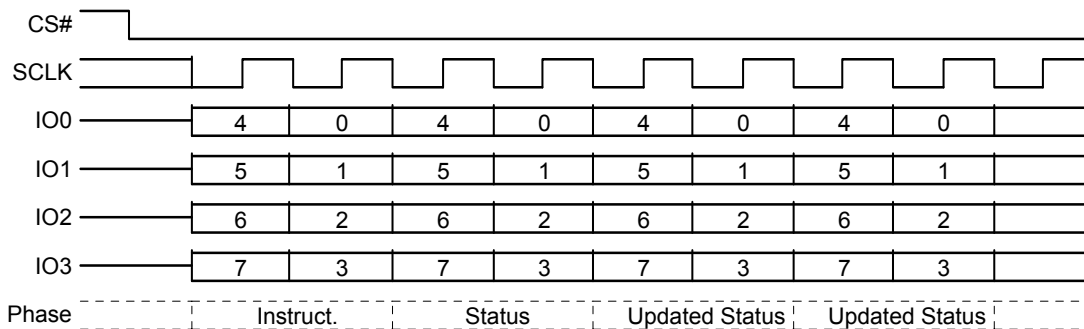 CS#
SCLK
IO0 4 0 4 0 4 0 4 0
IO1 5 1 5 1 5 1 5 1
IO2 6 2 6 2 6 2 6 2
IO3 7 3 7 3 7 3 7 3
Phase Instruct. Status Updated Status Updated Status